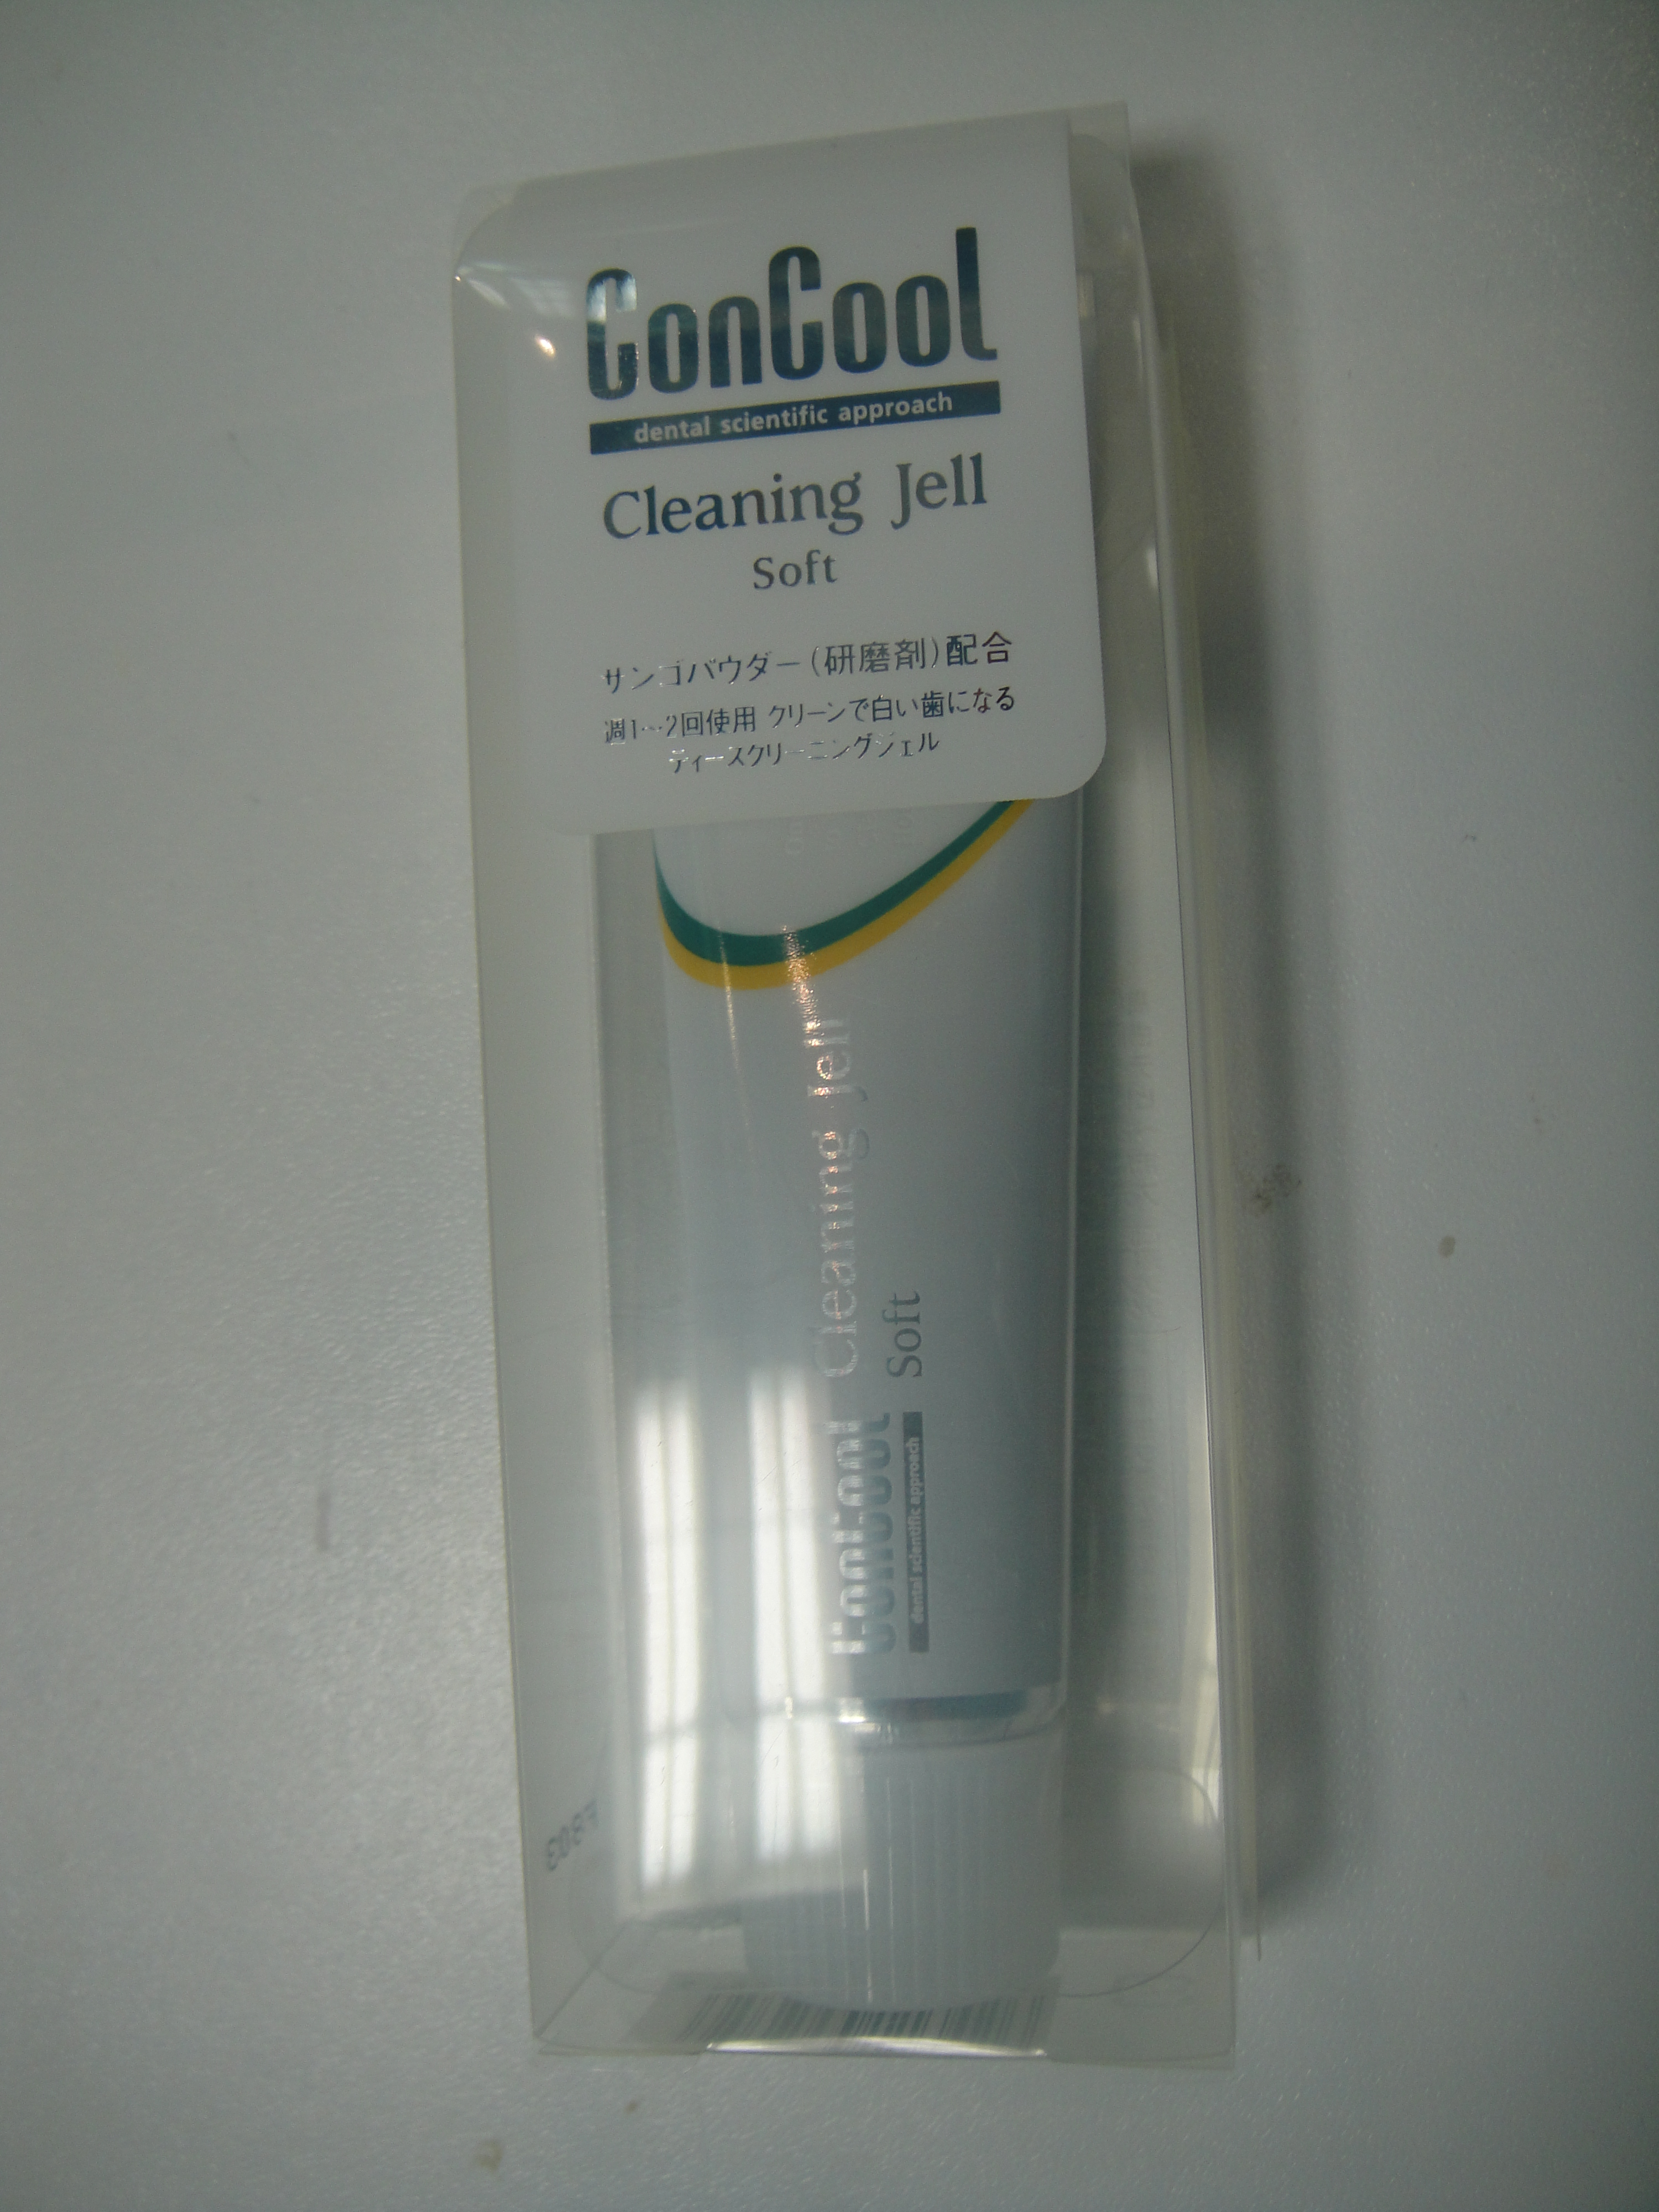 ConCool
dental scientific approach
Cleaning Jell
Soft
サンゴパウダー(研磨剤)配合
週1~2回使用 クリーンで白い歯になる
ティースクリーニングジェル
ConCool Cleaning Jell
dental scientific approach Soft
F803